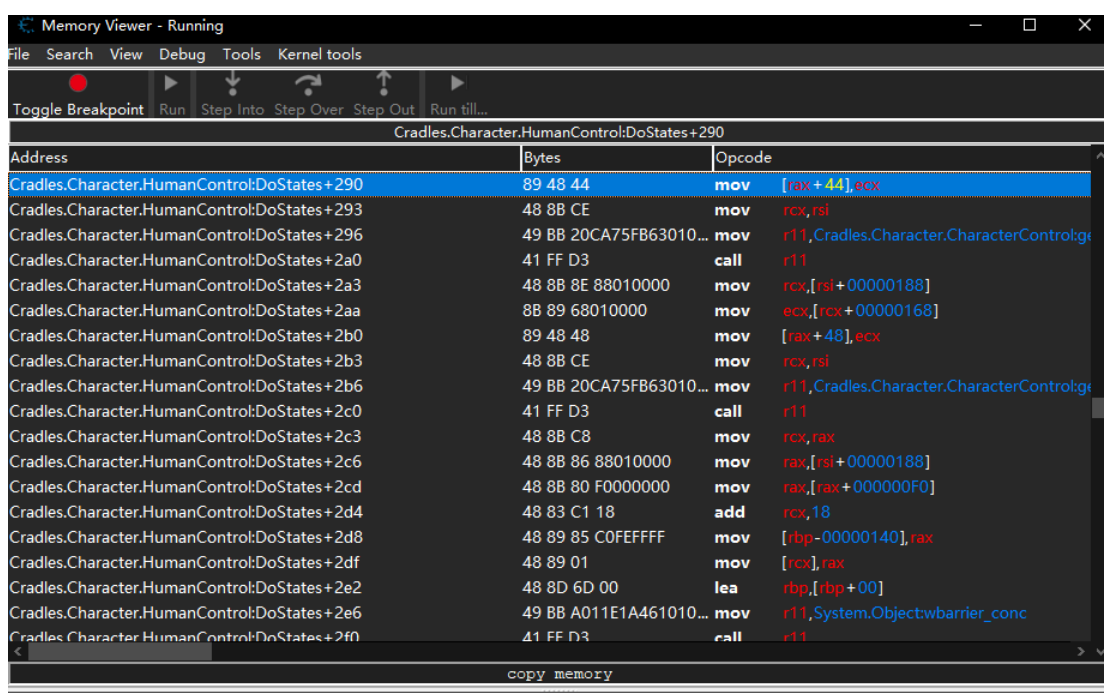 Memory Viewer - Running
File Search View Debug Tools Kernel tools
Toggle Breakpoint Run Step Into Step Over Step Out Run till...
Cradles.Character.HumanControl:DoStates+290
Address Bytes Opcode
Cradles.Character.HumanControl:DoStates+290 89 48 44 mov [rax+44],ecx
Cradles.Character.HumanControl:DoStates+293 48 8B CE mov rcx,rsi
Cradles.Character.HumanControl:DoStates+296 49 BB 20CA75FB63010... mov r11,Cradles.Character.CharacterControl:ge
Cradles.Character.HumanControl:DoStates+2a0 41 FF D3 call r11
Cradles.Character.HumanControl:DoStates+2a3 48 8B 8E 88010000 mov rcx,[rsi+00000188]
Cradles.Character.HumanControl:DoStates+2aa 8B 89 68010000 mov ecx,[rcx+00000168]
Cradles.Character.HumanControl:DoStates+2b0 89 48 48 mov [rax+48],ecx
Cradles.Character.HumanControl:DoStates+2b3 48 8B CE mov rcx,rsi
Cradles.Character.HumanControl:DoStates+2b6 49 BB 20CA75FB63010... mov r11,Cradles.Character.CharacterControl:ge
Cradles.Character.HumanControl:DoStates+2c0 41 FF D3 call r11
Cradles.Character.HumanControl:DoStates+2c3 48 8B C8 mov rcx,rax
Cradles.Character.HumanControl:DoStates+2c6 48 8B 86 88010000 mov rax,[rsi+00000188]
Cradles.Character.HumanControl:DoStates+2cd 48 8B 80 F0000000 mov rax,[rax+000000F0]
Cradles.Character.HumanControl:DoStates+2d4 48 83 C1 18 add rcx,18
Cradles.Character.HumanControl:DoStates+2d8 48 89 85 C0FEFFFF mov [rbp-00000140],rax
Cradles.Character.HumanControl:DoStates+2df 48 89 01 mov [rcx],rax
Cradles.Character.HumanControl:DoStates+2e2 48 8D 6D 00 lea rbp,[rbp+00]
Cradles.Character.HumanControl:DoStates+2e6 49 BB A011E1A461010... mov r11,System.Object:wbarrier_conc
Cradles.Character.HumanControl:DoStates+2f0 41 FF D3 call r11
copy memory